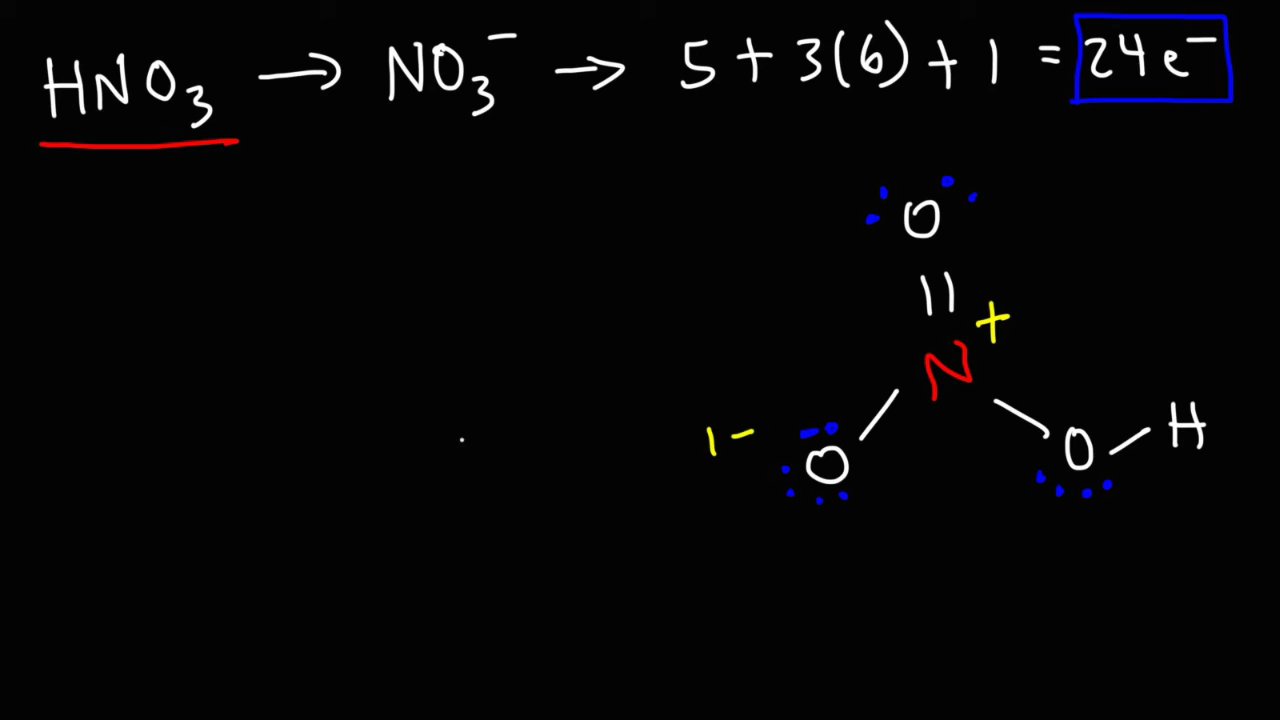 HNO₃ → NO₃⁻ → 5 + 3(6) + 1 = 24e⁻
O
N +
1- O O H